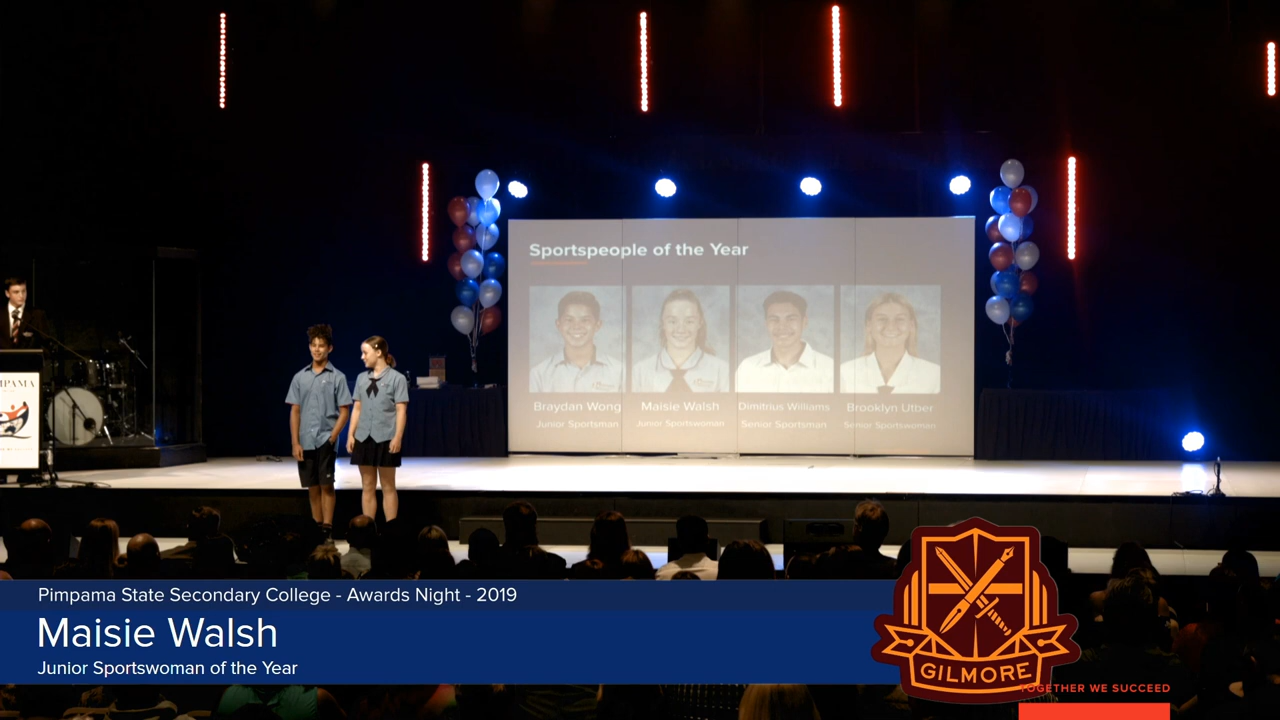 Sportspeople of the Year
Braydan Wong
Maisie Walsh
Dimitrius Williams
Brooklyn Utber
Junior Sportsman
Junior Sportswoman
Senior Sportsman
Senior Sportswoman
Pimpama State Secondary College - Awards Night - 2019
Maisie Walsh
Junior Sportswoman of the Year
GILMORE
TOGETHER WE SUCCEED